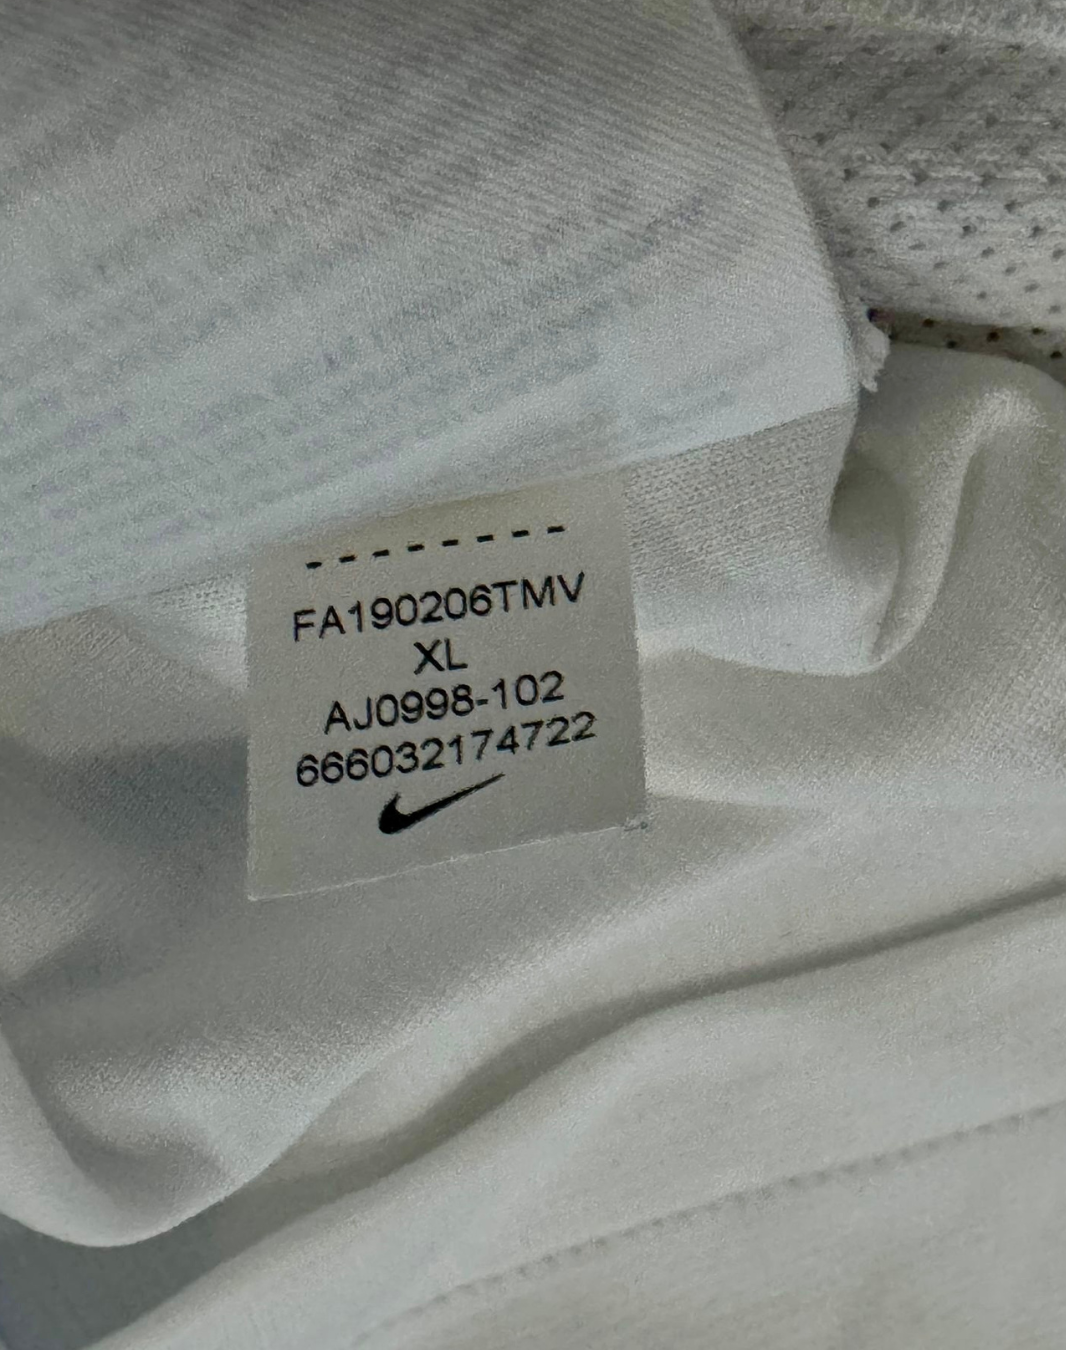 --------
FA190206TMV
XL
AJ0998-102
666032174722